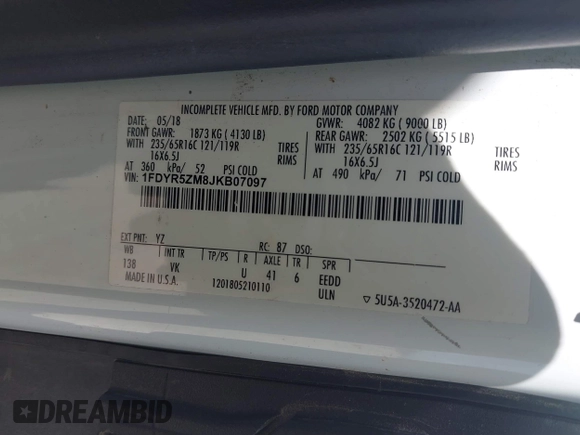 INCOMPLETE VEHICLE MFD. BY FORD MOTOR COMPANY
DATE: 05/18 GVWR: 4082 KG ( 9000 LB)
FRONT GAWR: 1873 KG ( 4130 LB) REAR GAWR: 2502 KG ( 5515 LB)
WITH 235/65R16C 121/119R TIRES WITH 235/65R16C 121/119R TIRES
16X6.5J RIMS 16X6.5J RIMS
AT 360 kPa/ 52 PSI COLD AT 490 kPa/ 71 PSI COLD
VIN: 1FDYR5ZM8JKB07097
EXT PNT: YZ RC: 87 DSO:
WB INT TR TP/PS R AXLE TR SPR
138 VK U 41 6 EEDD
MADE IN U.S.A. 1201805210110 ULN ▽ 5U5A-3520472-AA
DREAMBID